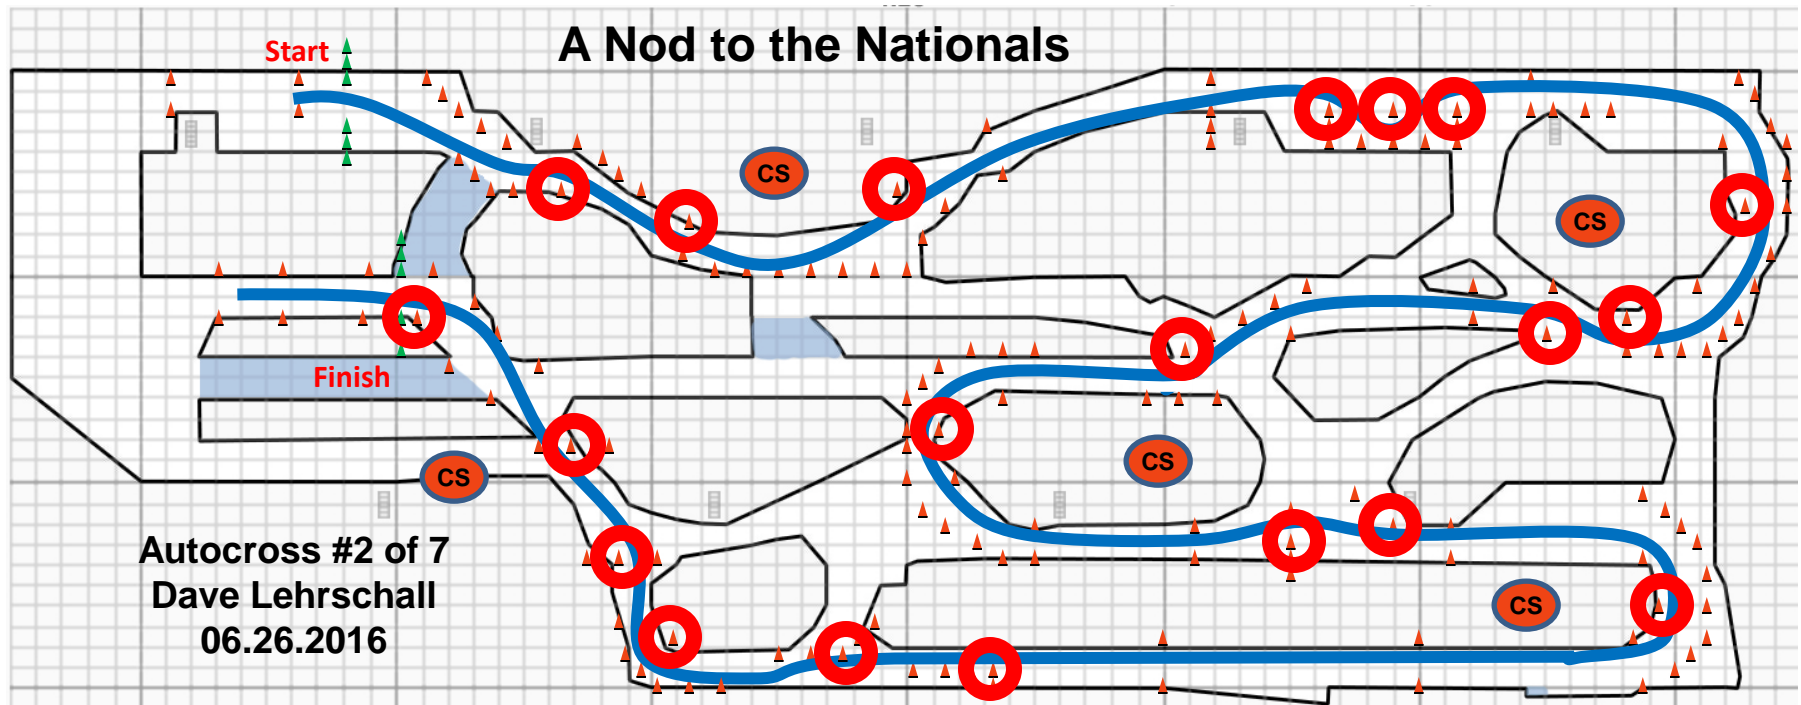 A Nod to the Nationals
Start
CS
CS
Finish
CS
CS
Autocross #2 of 7
Dave Lehrschall
06.26.2016
CS